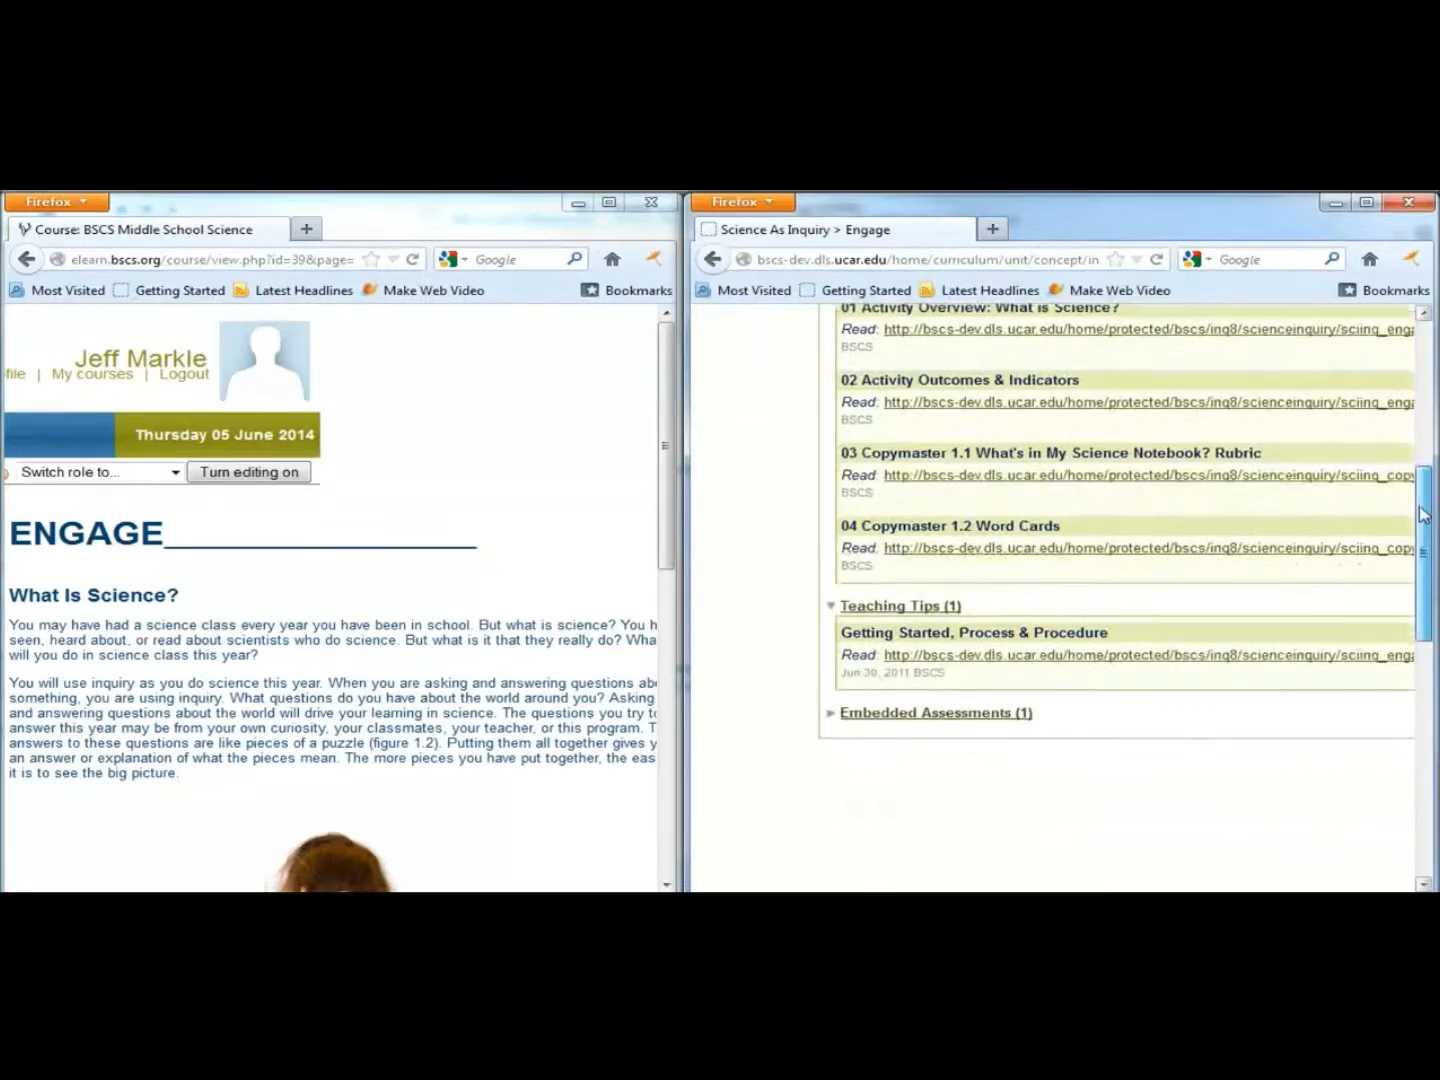 Firefox
Course: BSCS Middle School Science
elearn.bscs.org/course/view.php?id=39&page=
Google
Most Visited Getting Started Latest Headlines Make Web Video Bookmarks
Jeff Markle
file | My courses | Logout
Thursday 05 June 2014
Switch role to... Turn editing on
ENGAGE
What Is Science?
You may have had a science class every year you have been in school. But what is science? You h
seen, heard about, or read about scientists who do science. But what is it that they really do? Wha
will you do in science class this year?
You will use inquiry as you do science this year. When you are asking and answering questions abo
something, you are using inquiry. What questions do you have about the world around you? Asking
and answering questions about the world will drive your learning in science. The questions you try to
answer this year may be from your own curiosity, your classmates, your teacher, or this program. T
answers to these questions are like pieces of a puzzle (figure 1.2). Putting them all together gives y
an answer or explanation of what the pieces mean. The more pieces you have put together, the eas
it is to see the big picture.
Firefox
Science As Inquiry > Engage
bscs-dev.dls.ucar.edu/home/curriculum/unit/concept/in
Google
Most Visited Getting Started Latest Headlines Make Web Video Bookmarks
01 Activity Overview: What is Science?
Read: http://bscs-dev.dls.ucar.edu/home/protected/bscs/inq8/scienceinquiry/sciinq_enga
BSCS
02 Activity Outcomes & Indicators
Read: http://bscs-dev.dls.ucar.edu/home/protected/bscs/inq8/scienceinquiry/sciinq_enga
BSCS
03 Copymaster 1.1 What's in My Science Notebook? Rubric
Read: http://bscs-dev.dls.ucar.edu/home/protected/bscs/inq8/scienceinquiry/sciinq_copy
BSCS
04 Copymaster 1.2 Word Cards
Read: http://bscs-dev.dls.ucar.edu/home/protected/bscs/inq8/scienceinquiry/sciinq_copy
BSCS
Teaching Tips (1)
Getting Started, Process & Procedure
Read: http://bscs-dev.dls.ucar.edu/home/protected/bscs/inq8/scienceinquiry/sciinq_enga
Jun 30, 2011 BSCS
Embedded Assessments (1)